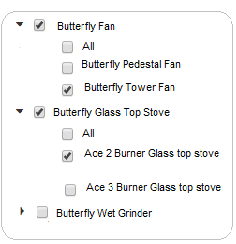 Butterfly Fan
All
Butterfly Pedestal Fan
Butterfly Tower Fan
Butterfly Glass Top Stove
All
Ace 2 Burner Glass top stove
Ace 3 Burner Glass top stove
Butterfly Wet Grinder